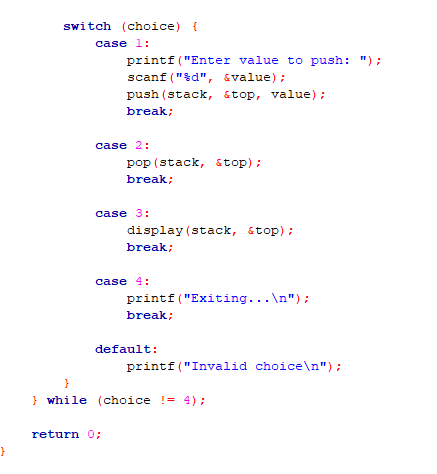 switch (choice) {
case 1:
printf("Enter value to push: ");
scanf("%d", &value);
push(stack, &top, value);
break;
case 2:
pop(stack, &top);
break;
case 3:
display(stack, &top);
break;
case 4:
printf("Exiting...\n");
break;
default:
printf("Invalid choice\n");
}
} while (choice != 4);
return 0;
}